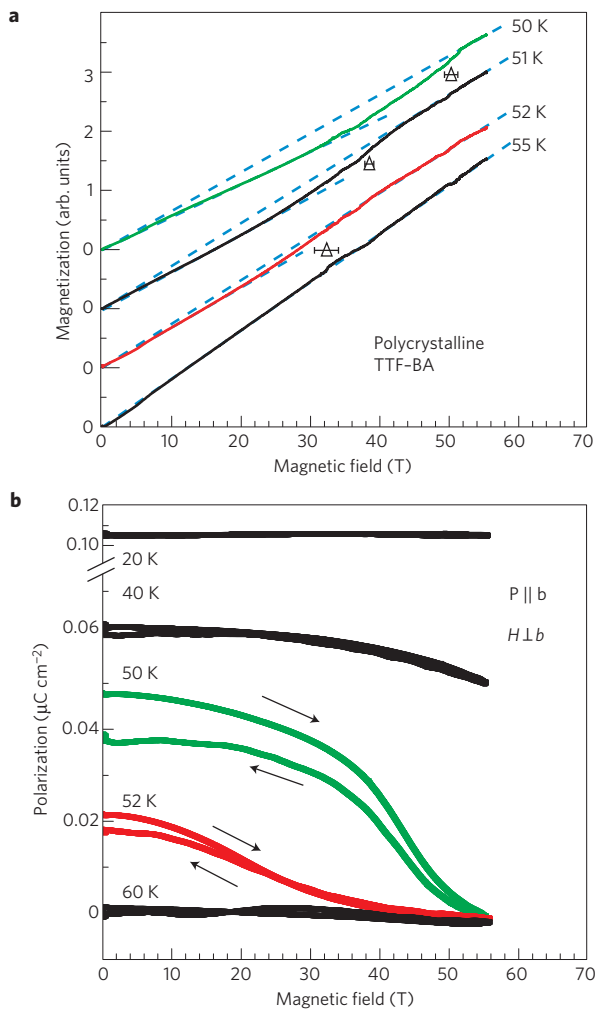 a
50 K
51 K
52 K
55 K
3
2
1
0
0
0
0
Magnetization (arb. units)
Polycrystalline
TTF–BA
0 10 20 30 40 50 60 70
Magnetic field (T)
b
0.12
0.10
20 K
40 K
P || b
0.06
H⊥b
50 K
0.04
0.02
52 K
60 K
0
Polarization (μC cm⁻²)
0 10 20 30 40 50 60 70
Magnetic field (T)